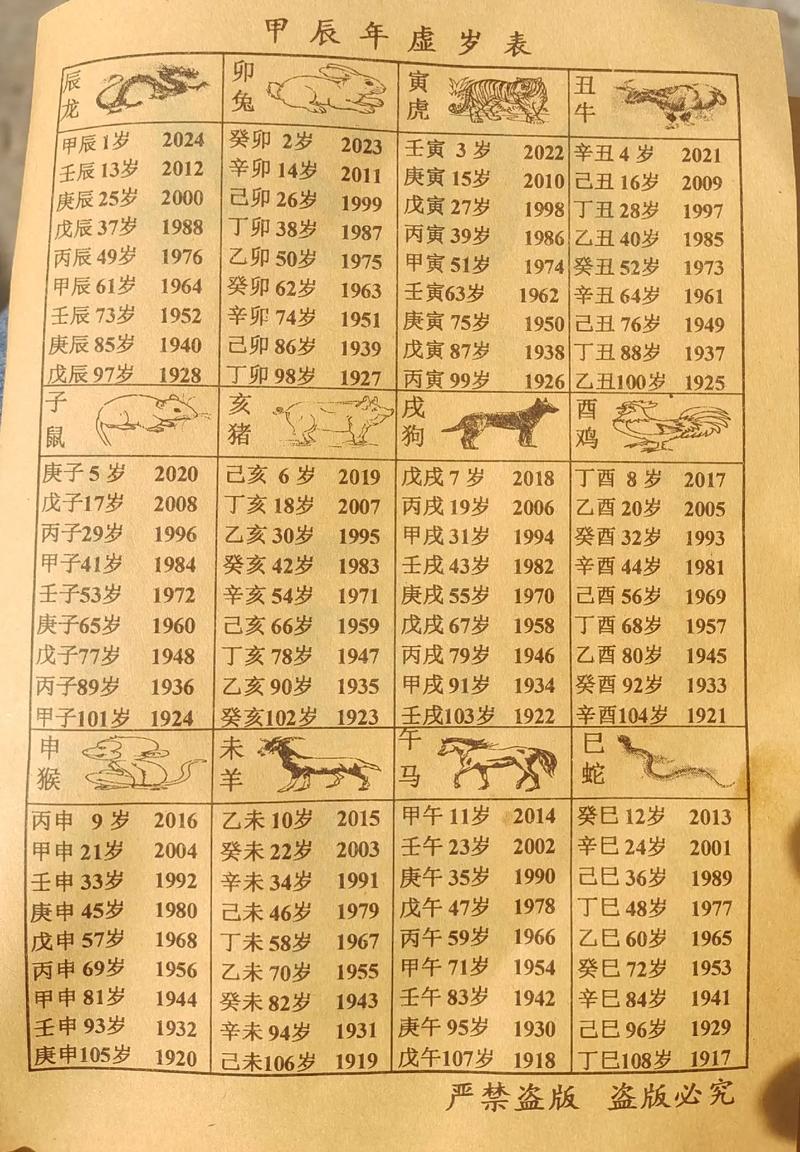 甲辰年虚岁表
辰龙
甲辰 1岁 2024
壬辰 13岁 2012
庚辰 25岁 2000
戊辰 37岁 1988
丙辰 49岁 1976
甲辰 61岁 1964
壬辰 73岁 1952
庚辰 85岁 1940
戊辰 97岁 1928
卯兔
癸卯 2岁 2023
辛卯 14岁 2011
己卯 26岁 1999
丁卯 38岁 1987
乙卯 50岁 1975
癸卯 62岁 1963
辛卯 74岁 1951
己卯 86岁 1939
丁卯 98岁 1927
寅虎
壬寅 3岁 2022
庚寅 15岁 2010
戊寅 27岁 1998
丙寅 39岁 1986
甲寅 51岁 1974
壬寅 63岁 1962
庚寅 75岁 1950
戊寅 87岁 1938
丙寅 99岁 1926
丑牛
辛丑 4岁 2021
己丑 16岁 2009
丁丑 28岁 1997
乙丑 40岁 1985
癸丑 52岁 1973
辛丑 64岁 1961
己丑 76岁 1949
丁丑 88岁 1937
乙丑 100岁 1925
子鼠
庚子 5岁 2020
戊子 17岁 2008
丙子 29岁 1996
甲子 41岁 1984
壬子 53岁 1972
庚子 65岁 1960
戊子 77岁 1948
丙子 89岁 1936
甲子 101岁 1924
亥猪
己亥 6岁 2019
丁亥 18岁 2007
乙亥 30岁 1995
癸亥 42岁 1983
辛亥 54岁 1971
己亥 66岁 1959
丁亥 78岁 1947
乙亥 90岁 1935
癸亥 102岁 1923
戌狗
戊戌 7岁 2018
丙戌 19岁 2006
甲戌 31岁 1994
壬戌 43岁 1982
庚戌 55岁 1970
戊戌 67岁 1958
丙戌 79岁 1946
甲戌 91岁 1934
壬戌 103岁 1922
酉鸡
丁酉 8岁 2017
乙酉 20岁 2005
癸酉 32岁 1993
辛酉 44岁 1981
己酉 56岁 1969
丁酉 68岁 1957
乙酉 80岁 1945
癸酉 92岁 1933
辛酉 104岁 1921
申猴
丙申 9岁 2016
甲申 21岁 2004
壬申 33岁 1992
庚申 45岁 1980
戊申 57岁 1968
丙申 69岁 1956
甲申 81岁 1944
壬申 93岁 1932
庚申 105岁 1920
未羊
乙未 10岁 2015
癸未 22岁 2003
辛未 34岁 1991
己未 46岁 1979
丁未 58岁 1967
乙未 70岁 1955
癸未 82岁 1943
辛未 94岁 1931
己未 106岁 1919
午马
甲午 11岁 2014
壬午 23岁 2002
庚午 35岁 1990
戊午 47岁 1978
丙午 59岁 1966
甲午 71岁 1954
壬午 83岁 1942
庚午 95岁 1930
戊午 107岁 1918
巳蛇
癸巳 12岁 2013
辛巳 24岁 2001
己巳 36岁 1989
丁巳 48岁 1977
乙巳 60岁 1965
癸巳 72岁 1953
辛巳 84岁 1941
己巳 96岁 1929
丁巳 108岁 1917
严禁盗版 盗版必究